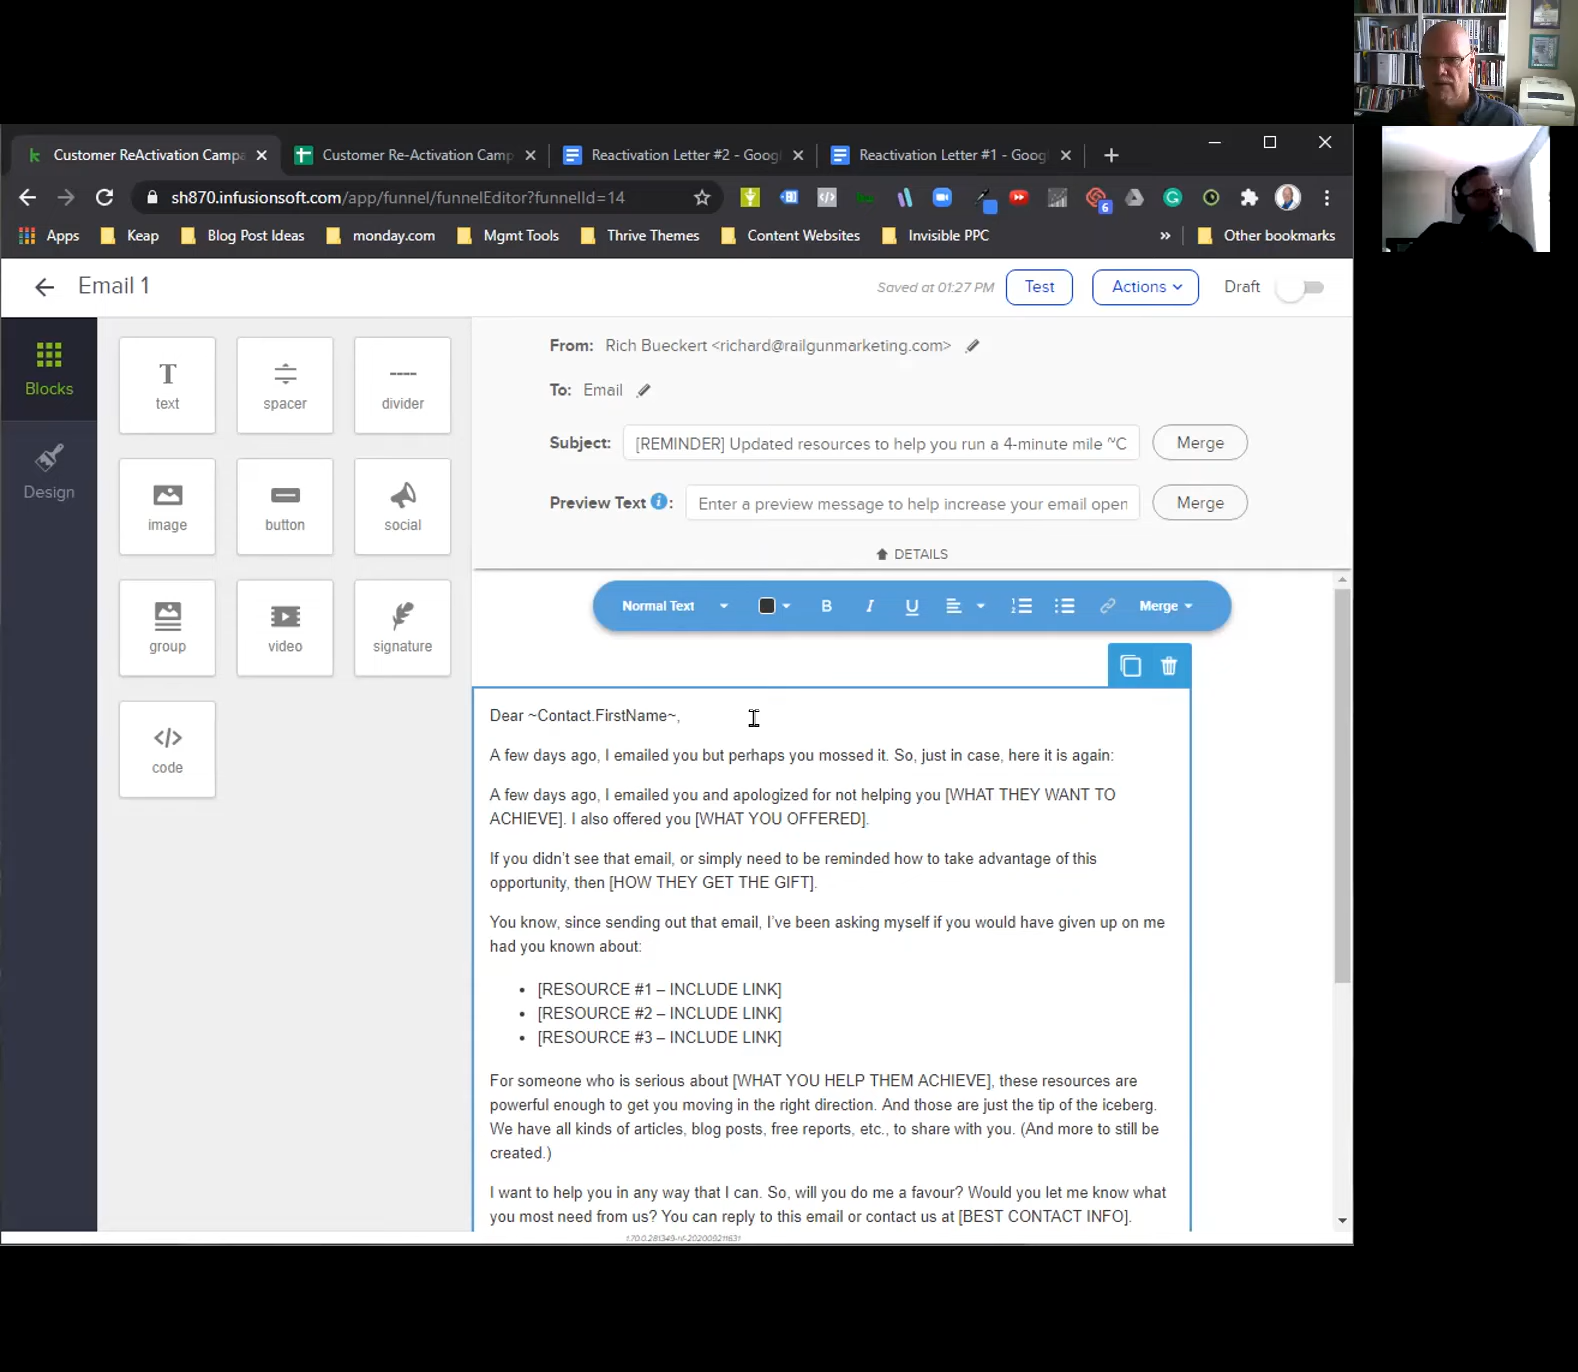 Customer ReActivation Campa
Customer Re-Activation Camp
Reactivation Letter #2 - Goog
Reactivation Letter #1 - Goog
sh870.infusionsoft.com/app/funnel/funnelEditor?funnelId=14
6
Apps
Keap
Blog Post Ideas
monday.com
Mgmt Tools
Thrive Themes
Content Websites
Invisible PPC
»
Other bookmarks
Email 1
Saved at 01:27 PM
Test
Actions
Draft
Blocks
Design
text
spacer
divider
image
button
social
group
video
signature
code
From: Rich Bueckert <richard@railgunmarketing.com>
To: Email
Subject: [REMINDER] Updated resources to help you run a 4-minute mile ~C
Merge
Preview Text : Enter a preview message to help increase your email open
Merge
DETAILS
Normal Text B I U Merge
Dear ~Contact.FirstName~,
A few days ago, I emailed you but perhaps you mossed it. So, just in case, here it is again:
A few days ago, I emailed you and apologized for not helping you [WHAT THEY WANT TO
ACHIEVE]. I also offered you [WHAT YOU OFFERED].
If you didn’t see that email, or simply need to be reminded how to take advantage of this
opportunity, then [HOW THEY GET THE GIFT].
You know, since sending out that email, I’ve been asking myself if you would have given up on me
had you known about:
• [RESOURCE #1 – INCLUDE LINK]
• [RESOURCE #2 – INCLUDE LINK]
• [RESOURCE #3 – INCLUDE LINK]
For someone who is serious about [WHAT YOU HELP THEM ACHIEVE], these resources are
powerful enough to get you moving in the right direction. And those are just the tip of the iceberg.
We have all kinds of articles, blog posts, free reports, etc., to share with you. (And more to still be
created.)
I want to help you in any way that I can. So, will you do me a favour? Would you let me know what
you most need from us? You can reply to this email or contact us at [BEST CONTACT INFO].